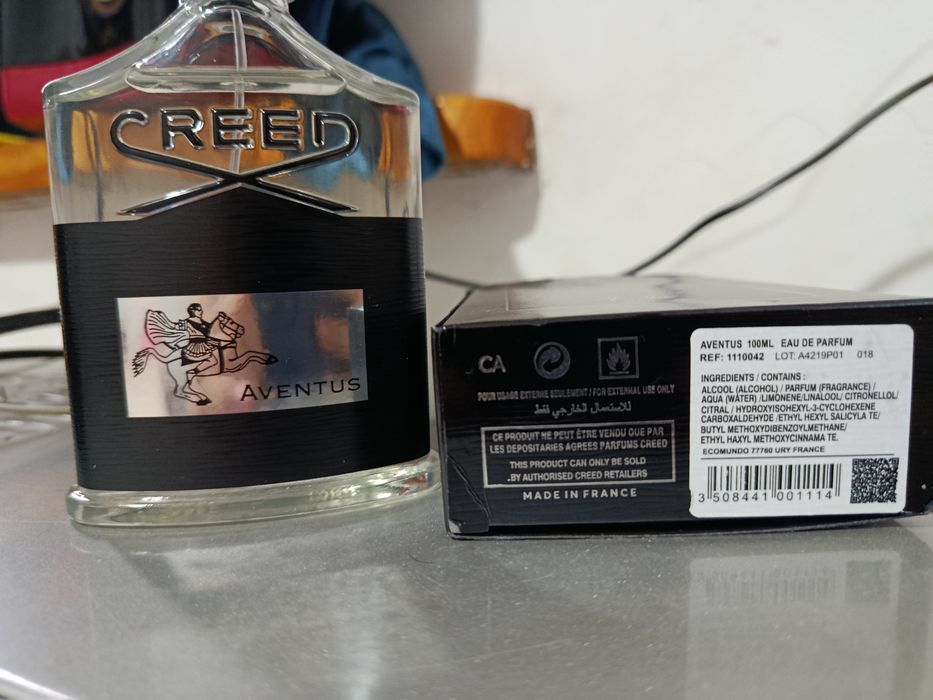 CREED
AVENTUS
CA
POUR USAGE EXTERNE SEULEMENT / FOR EXTERNAL USE ONLY
للاستعمال الخارجي فقط
CE PRODUIT NE PEUT ÊTRE VENDU QUE PAR
LES DEPOSITARIES AGREES PARFUMS CREED
THIS PRODUCT CAN ONLY BE SOLD
.BY AUTHORISED CREED RETAILERS
MADE IN FRANCE
AVENTUS 100ML EAU DE PARFUM
REF: 1110042 LOT: A4219P01 018
INGREDIENTS / CONTAINS :
ALCOOL (ALCOHOL) / PARFUM (FRAGRANCE) /
AQUA (WATER) /LIMONENE/LINALOOL/ CITRONELLOL/
CITRAL / HYDROXYISOHEXYL-3-CYCLOHEXENE
CARBOXALDEHYDE /ETHYL HEXYL SALICYLA TE/
BUTYL METHOXYDIBENZOYLMETHANE/
ETHYL HAXYL METHOXYCINNAMA TE.
ECOMUNDO 77760 URY FRANCE
3 508441 001114